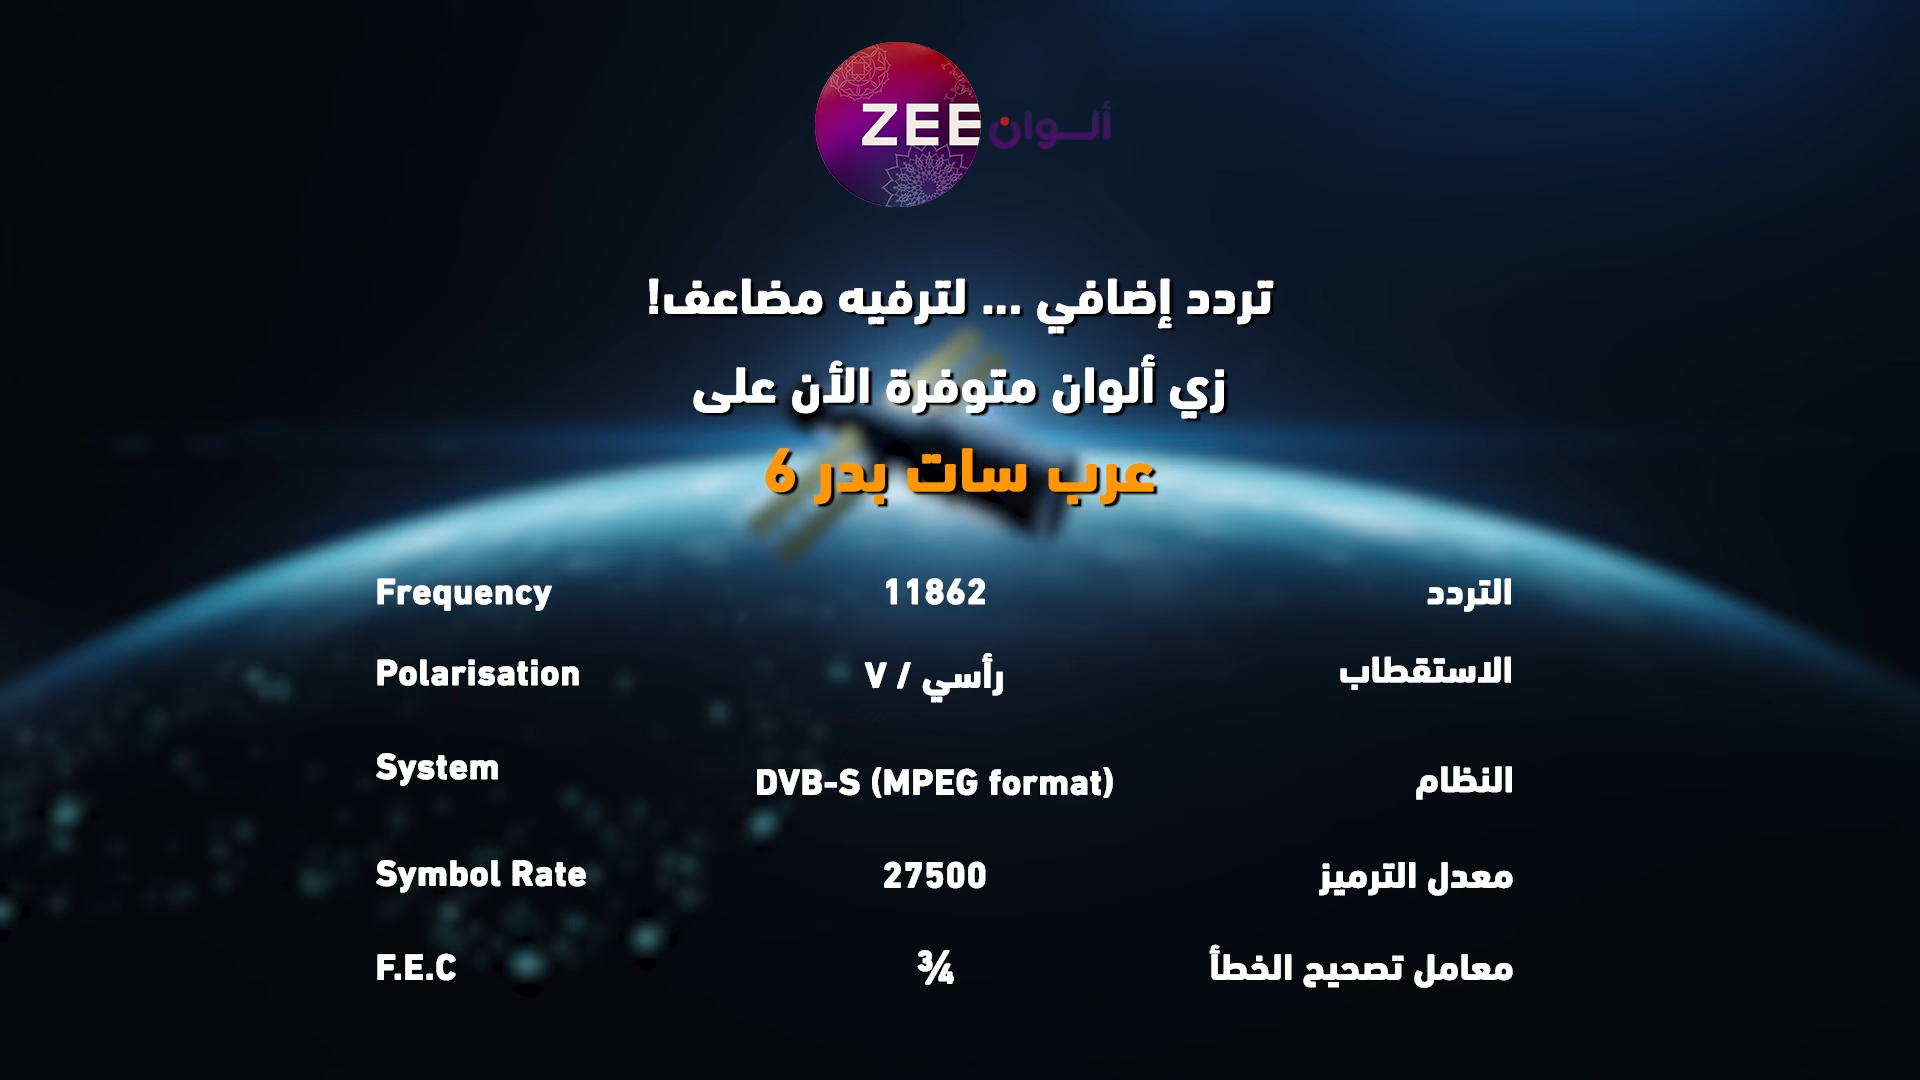 ZEE ألوان
تردد إضافي ... لترفيه مضاعف!
زي ألوان متوفرة الأن على
عرب سات بدر 6
Frequency 11862 التردد
Polarisation رأسي / V الاستقطاب
System DVB-S (MPEG format) النظام
Symbol Rate 27500 معدل الترميز
F.E.C ¾ معامل تصحيح الخطأ